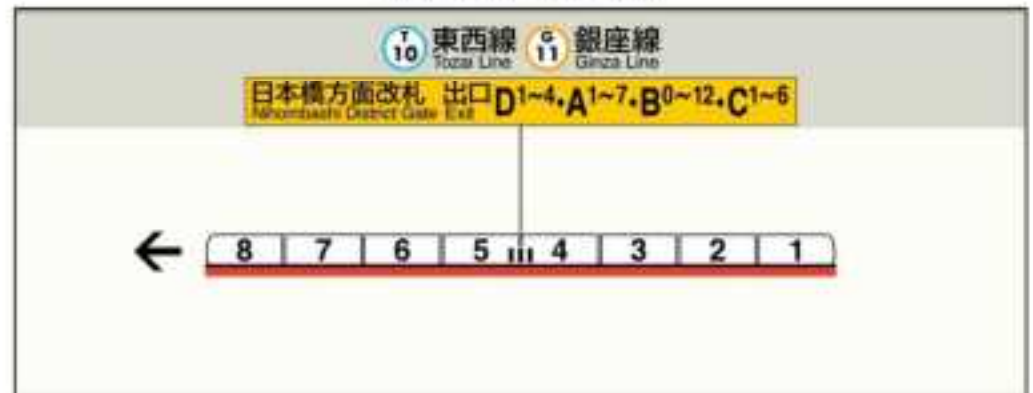 T 10 東西線 G 11 銀座線
Tozai Line Ginza Line
日本橋方面改札 出口 D1~4・A1~7・B0~12・C1~6
Nihombashi District Gate Exit
← 8 7 6 5 4 3 2 1